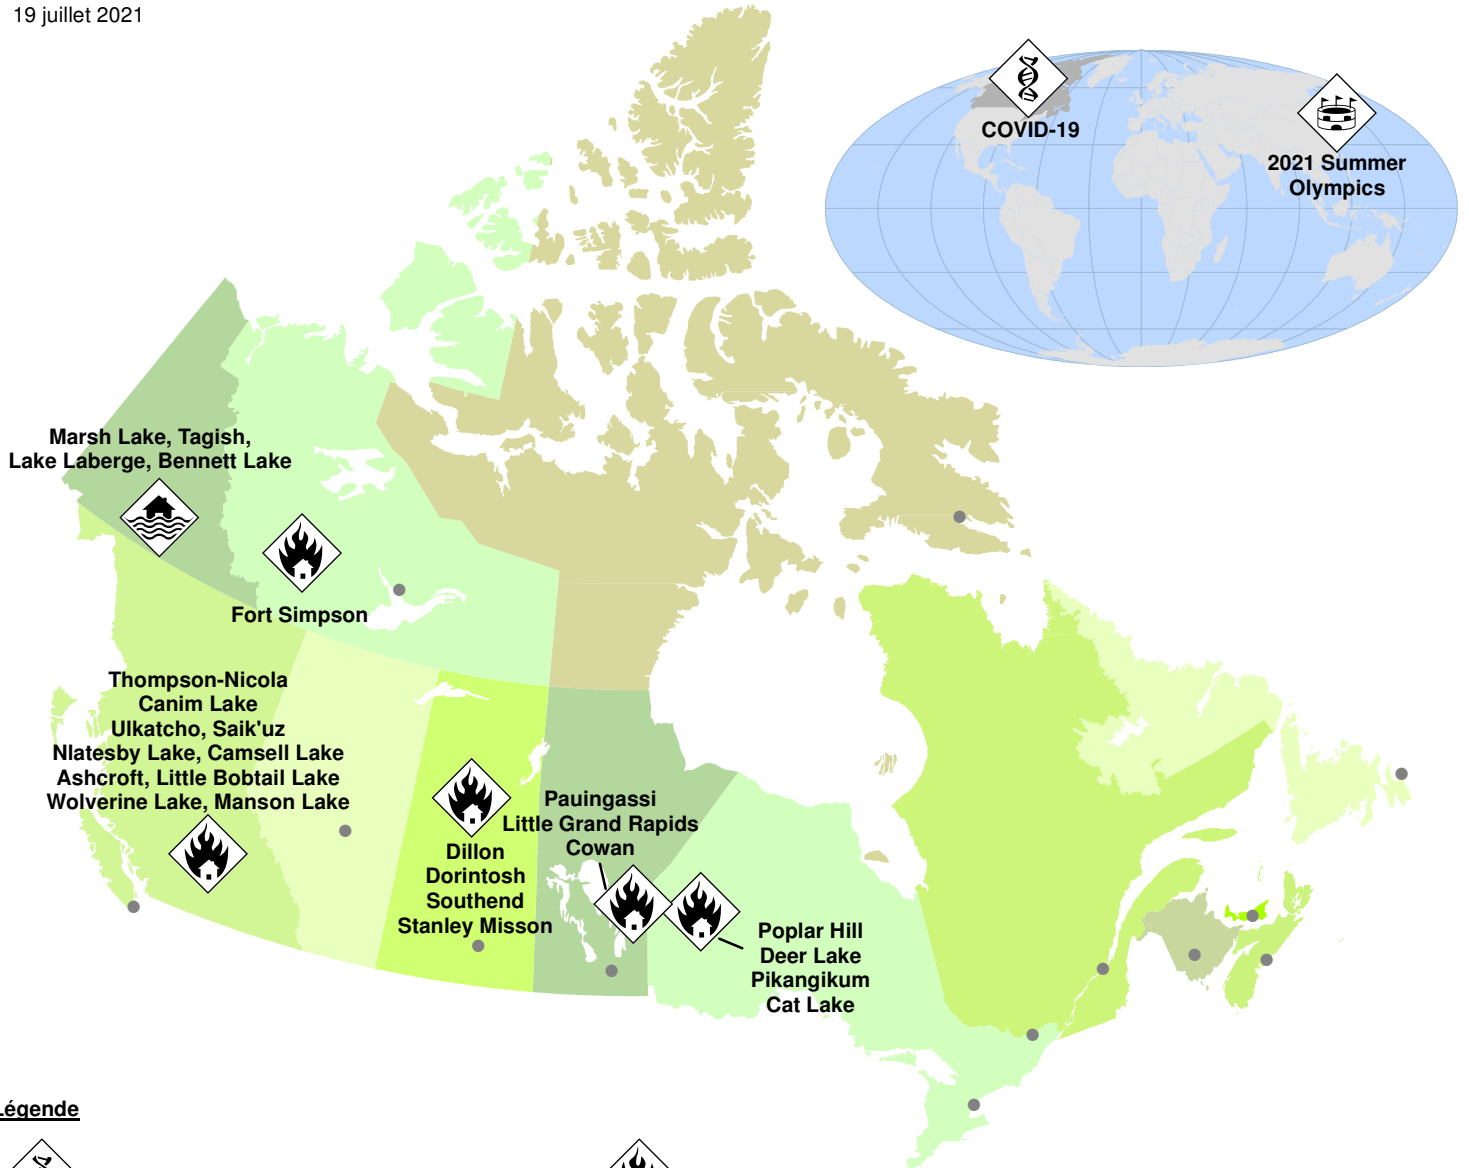 19 juillet 2021
COVID-19
2021 Summer
Olympics
Marsh Lake, Tagish,
Lake Laberge, Bennett Lake
Fort Simpson
Thompson-Nicola
Canim Lake
Ulkatcho, Saik'uz
Nlatesby Lake, Camsell Lake
Ashcroft, Little Bobtail Lake
Wolverine Lake, Manson Lake
Dillon
Dorintosh
Southend
Stanley Misson
Pauingassi
Little Grand Rapids
Cowan
Poplar Hill
Deer Lake
Pikangikum
Cat Lake
Légende